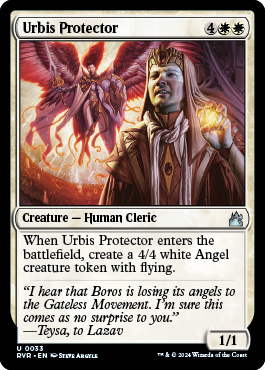 Urbis Protector 4
Creature — Human Cleric
When Urbis Protector enters the
battlefield, create a 4/4 white Angel
creature token with flying.
“I hear that Boros is losing its angels to
the Gateless Movement. I’m sure this
comes as no surprise to you.”
—Teysa, to Lazav
1/1
U 0033
RVR • EN Steve Argyle
™ & © 2024 Wizards of the Coast